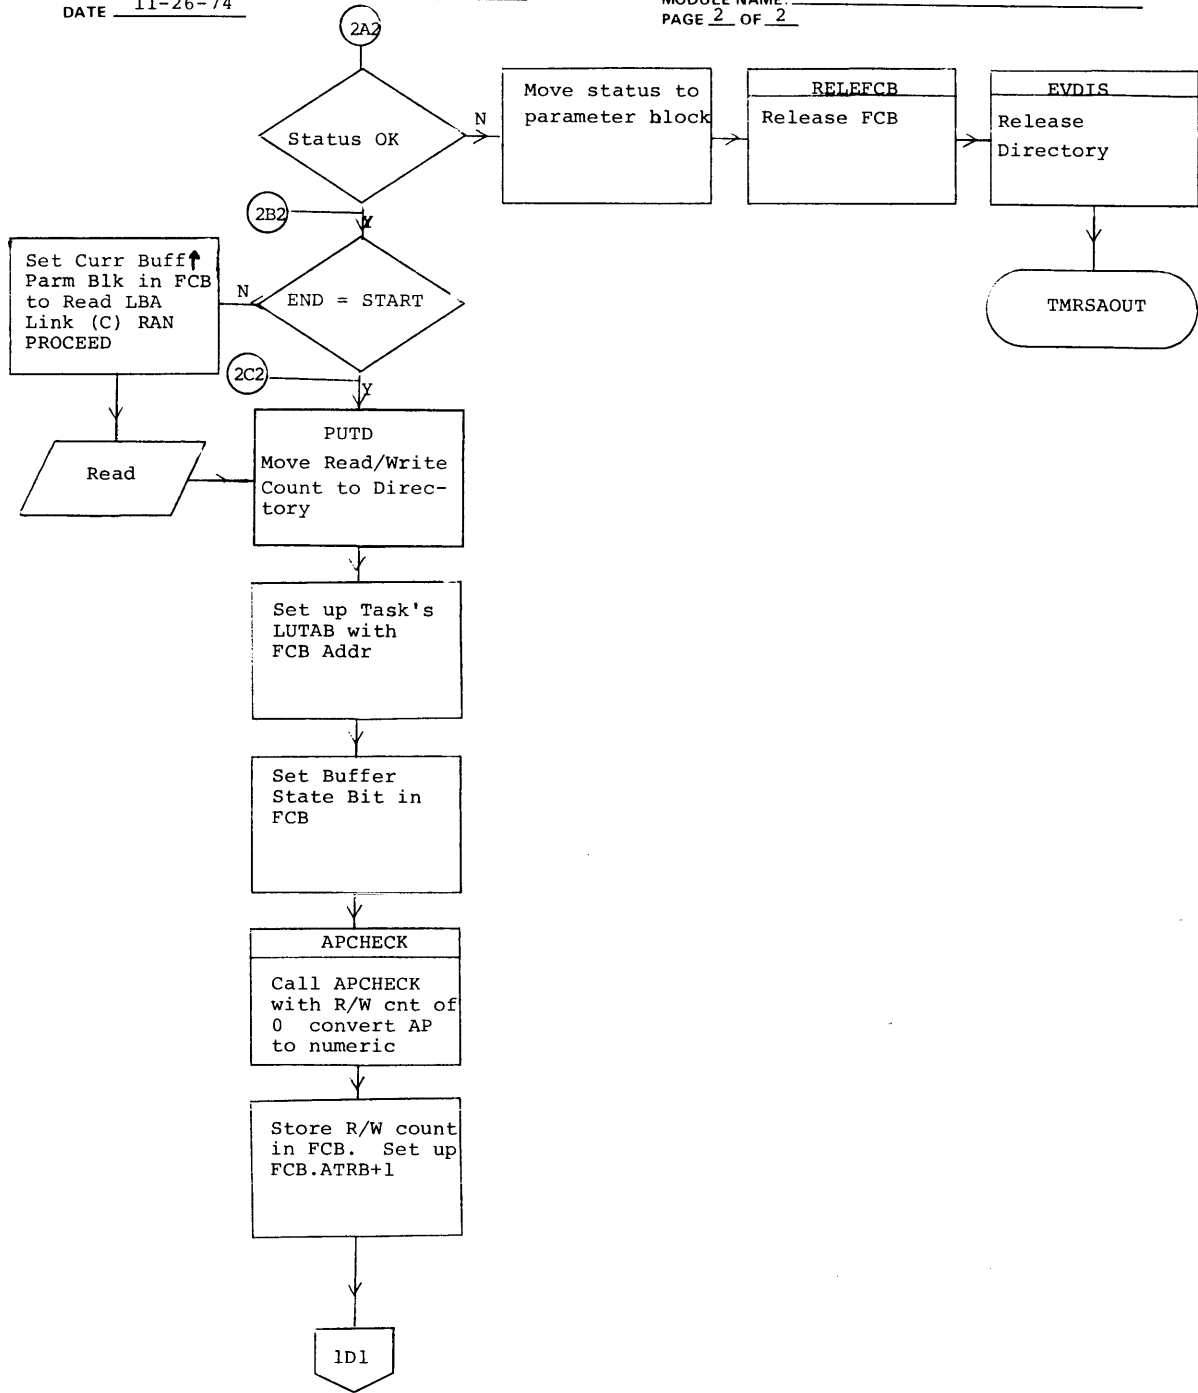 DATE 11-26-74
MODULE NAME:
PAGE 2 OF 2
2A2
Status OK
N
Move status to
parameter block
RELEFCB
Release FCB
EVDIS
Release
Directory
TMRSAOUT
2B2
Y
END = START
N
Set Curr Buff↑
Parm Blk in FCB
to Read LBA
Link (C) RAN
PROCEED
2C2
Y
Read
PUTD
Move Read/Write
Count to Direc-
tory
Set up Task's
LUTAB with
FCB Addr
Set Buffer
State Bit in
FCB
APCHECK
Call APCHECK
with R/W cnt of
0 convert AP
to numeric
Store R/W count
in FCB. Set up
FCB.ATRB+1
1D1